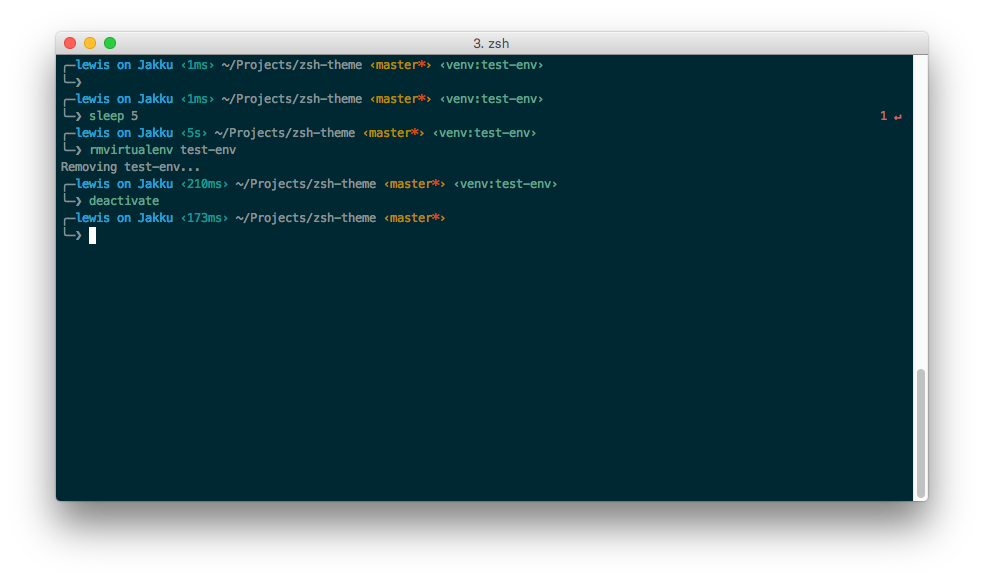 3. zsh
╭─lewis on Jakku ‹1ms› ~/Projects/zsh-theme ‹master*› ‹venv:test-env›
╰─❯
╭─lewis on Jakku ‹1ms› ~/Projects/zsh-theme ‹master*› ‹venv:test-env›
╰─❯ sleep 5 1 ↵
╭─lewis on Jakku ‹5s› ~/Projects/zsh-theme ‹master*› ‹venv:test-env›
╰─❯ rmvirtualenv test-env
Removing test-env...
╭─lewis on Jakku ‹210ms› ~/Projects/zsh-theme ‹master*› ‹venv:test-env›
╰─❯ deactivate
╭─lewis on Jakku ‹173ms› ~/Projects/zsh-theme ‹master*›
╰─❯